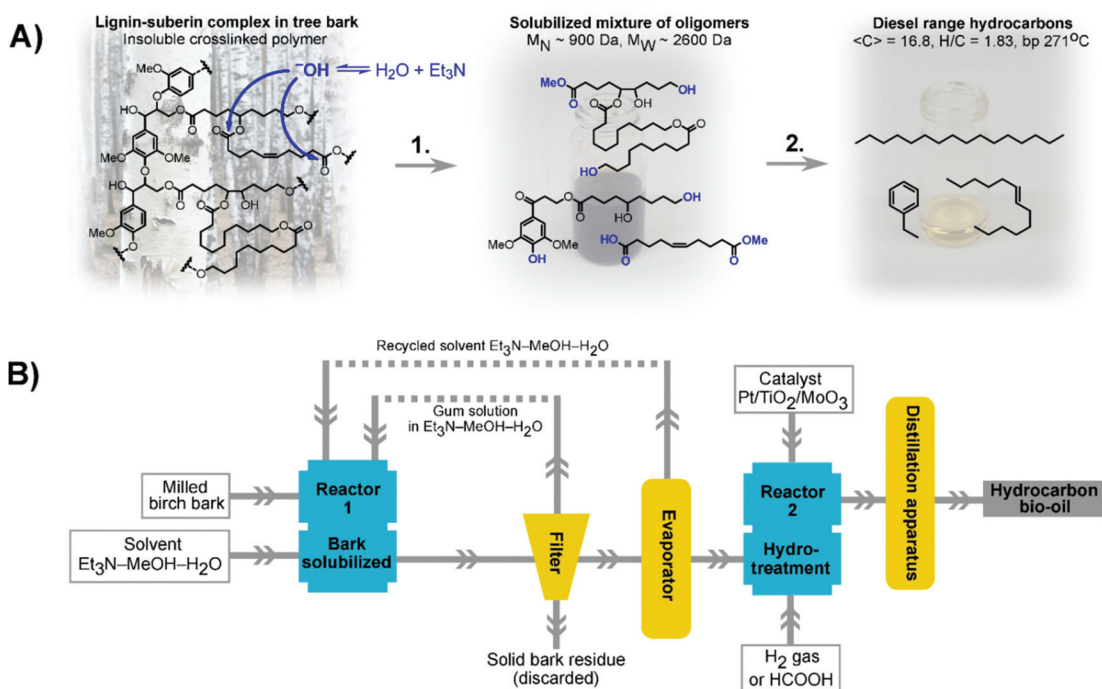 A)
Lignin-suberin complex in tree bark
Insoluble crosslinked polymer
⁻OH ⇌ H₂O + Et₃N
MeO
O
HO
O
O
O
O
O
O
MeO
OMe
O
O
HO
O
O
O
OH
O
O
MeO
O
O
1.
Solubilized mixture of oligomers
M_N ~ 900 Da, M_W ~ 2600 Da
MeO
O
O
OH
OH
O
O
O
HO
O
O
O
OH
OH
MeO
OMe
OH
HO
O
OMe
O
2.
Diesel range hydrocarbons
<C> = 16.8, H/C = 1.83, bp 271°C
B)
Recycled solvent Et₃N–MeOH–H₂O
Gum solution
in Et₃N–MeOH–H₂O
Catalyst
Pt/TiO₂/MoO₃
Milled
birch bark
Reactor
1
Solvent
Et₃N–MeOH–H₂O
Bark
solubilized
Filter
Evaporator
Reactor
2
Hydro-
treatment
Distillation apparatus
Hydrocarbon
bio-oil
Solid bark residue
(discarded)
H₂ gas
or HCOOH